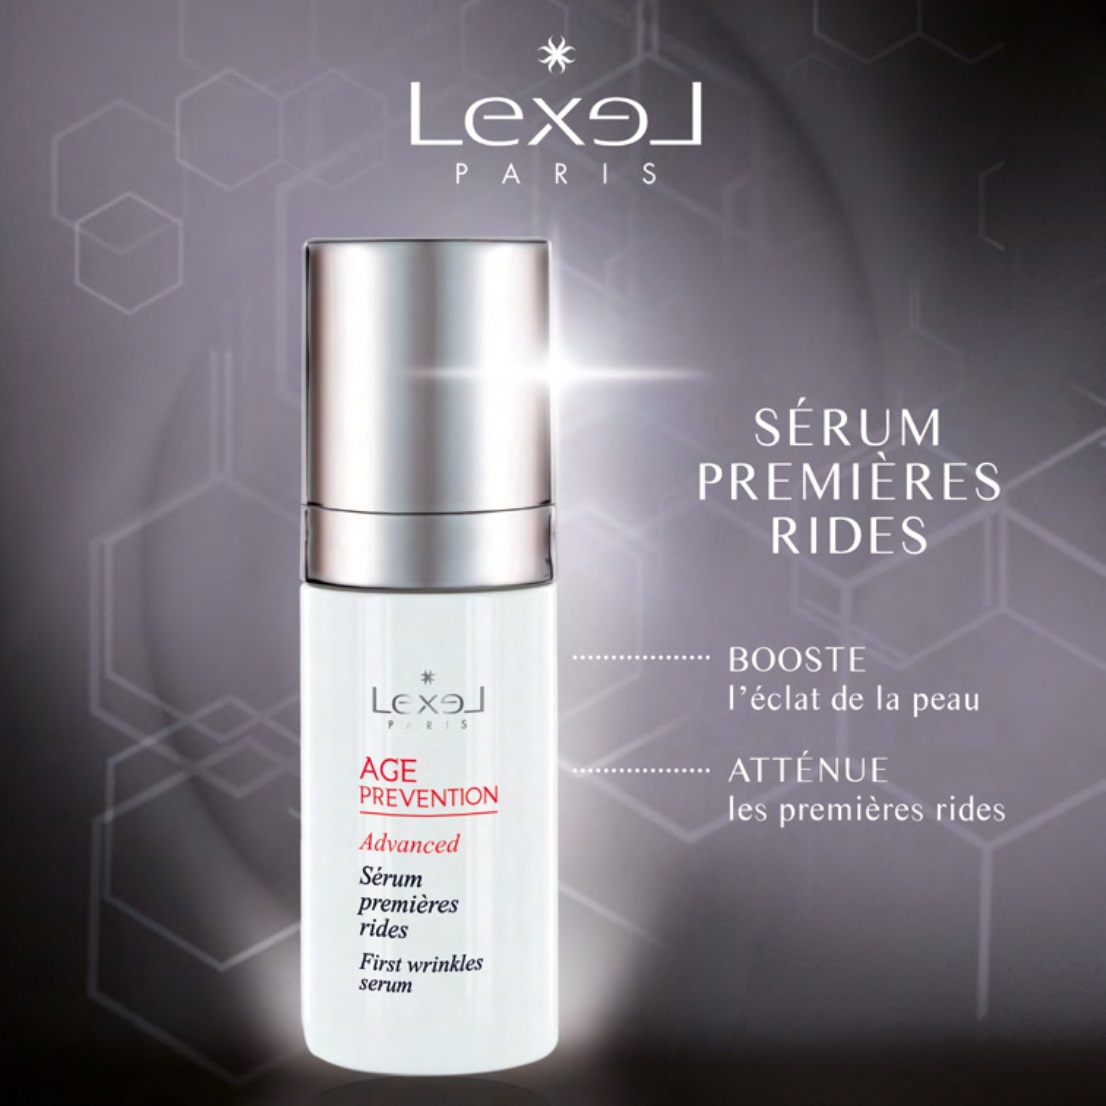 Lexel
PARIS
SÉRUM
PREMIÈRES
RIDES
BOOSTE
l'éclat de la peau
ATTÉNUE
les premières rides
Lexel
PARIS
AGE
PREVENTION
Advanced
Sérum
premières
rides
First wrinkles
serum